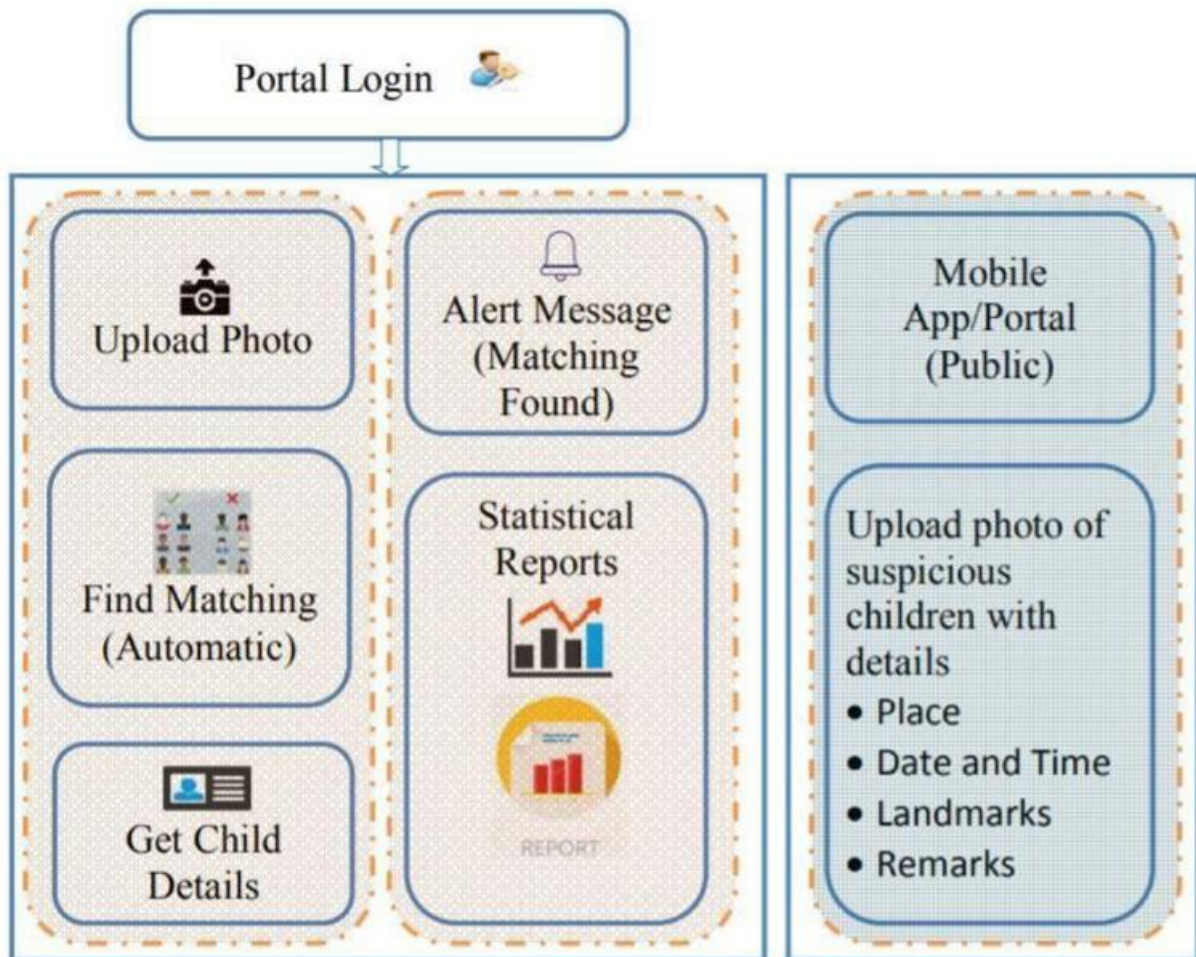 Portal Login
Upload Photo
Find Matching
(Automatic)
Get Child
Details
Alert Message
(Matching
Found)
Statistical
Reports
REPORT
Mobile
App/Portal
(Public)
Upload photo of
suspicious
children with
details
• Place
• Date and Time
• Landmarks
• Remarks